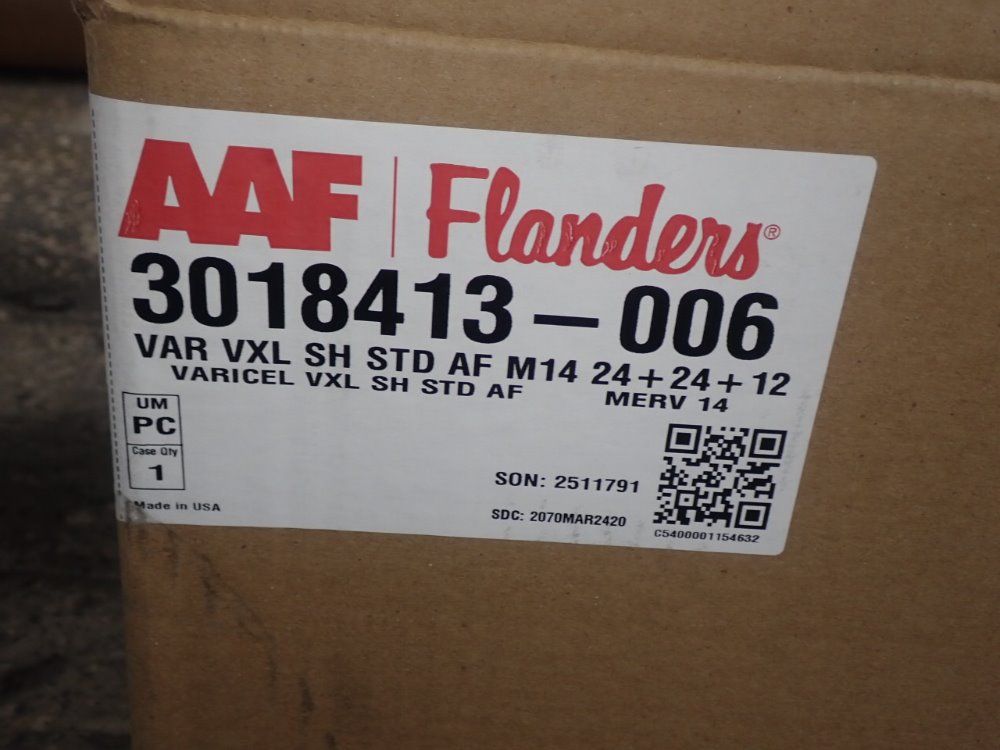 AAF | Flanders®
3018413-006
VAR VXL SH STD AF M14 24+24+12
VARICEL VXL SH STD AF MERV 14
UM
PC
Case Qty
1
Made in USA
SON: 2511791
SDC: 2070MAR2420
C5400001154632